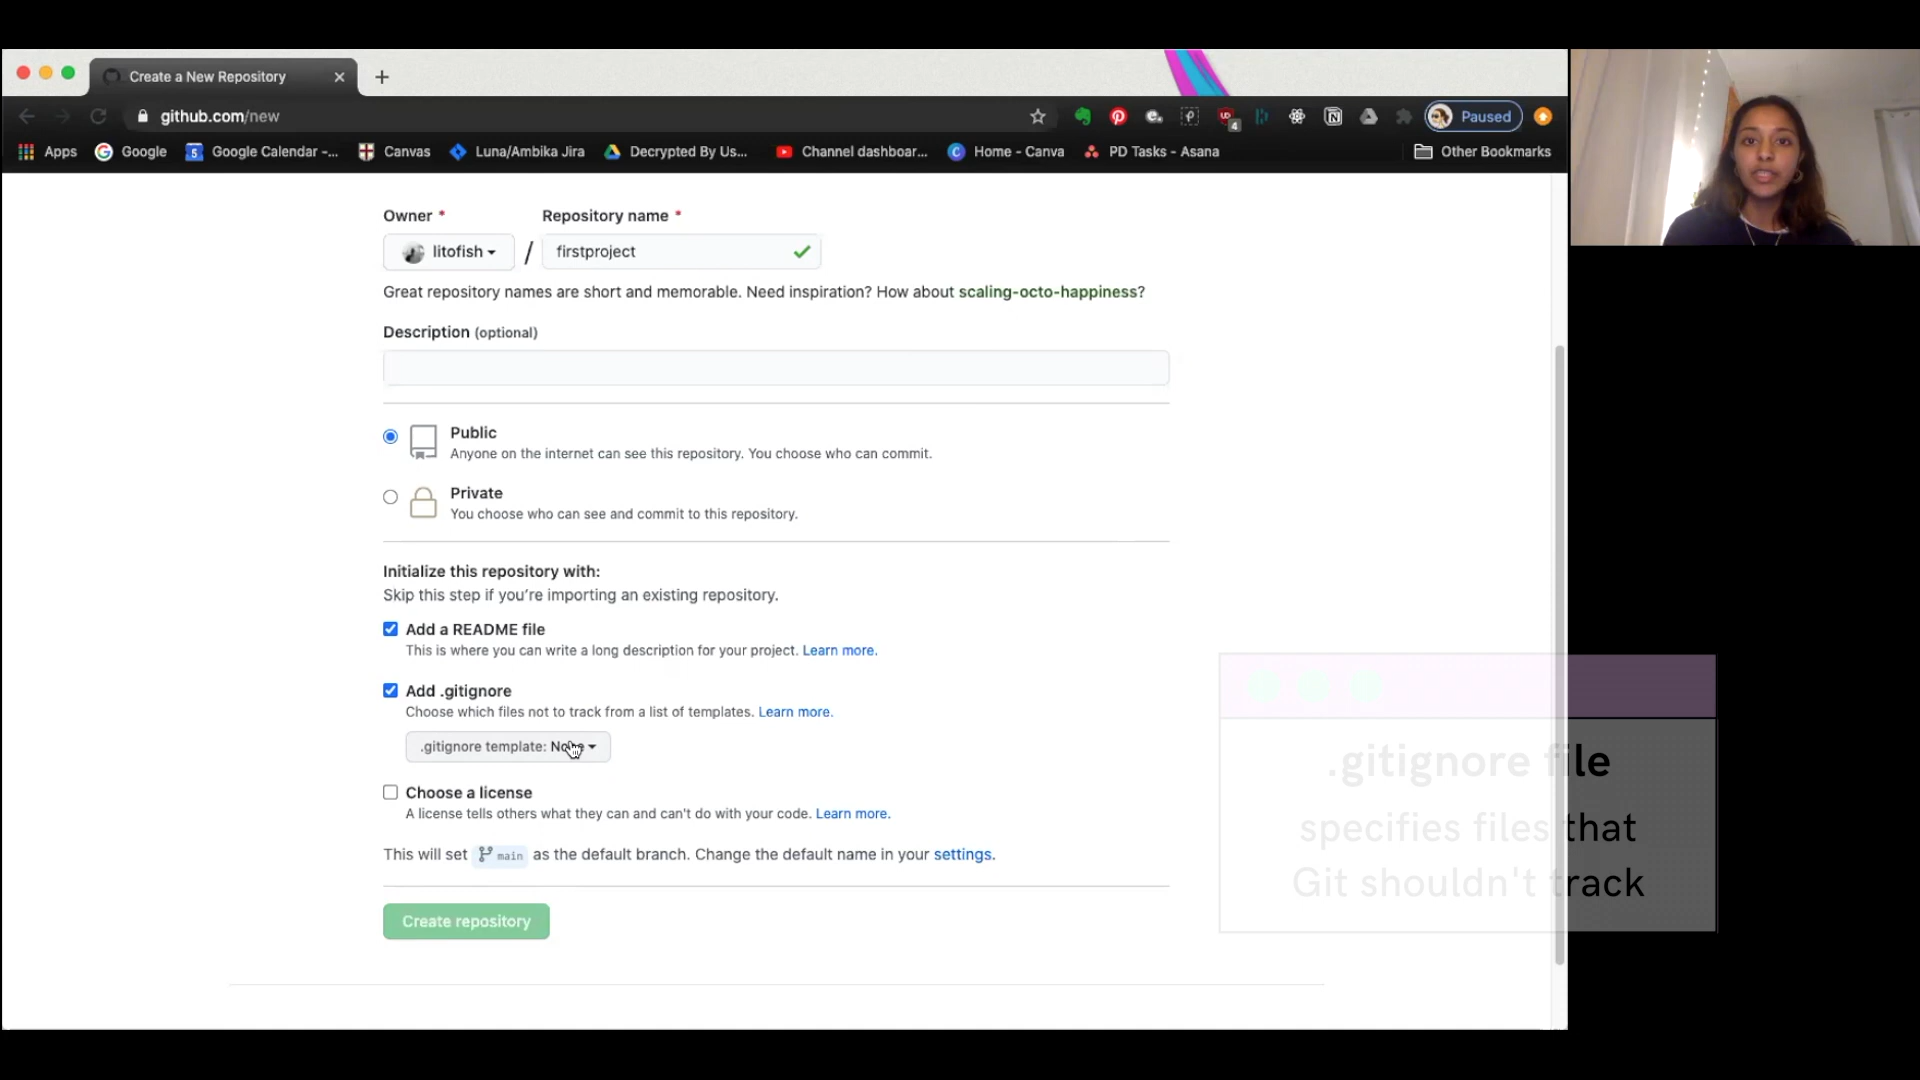 Create a New Repository
github.com/new
4
Paused
Apps
Google
5
Google Calendar -...
Canvas
Luna/Ambika Jira
Decrypted By Us...
Channel dashboar...
Home - Canva
PD Tasks - Asana
Other Bookmarks
Owner * Repository name *
litofish / firstproject
Great repository names are short and memorable. Need inspiration? How about scaling-octo-happiness?
Description (optional)
Public
Anyone on the internet can see this repository. You choose who can commit.
Private
You choose who can see and commit to this repository.
Initialize this repository with:
Skip this step if you're importing an existing repository.
Add a README file
This is where you can write a long description for your project. Learn more.
Add .gitignore
Choose which files not to track from a list of templates. Learn more.
.gitignore template: None
Choose a license
A license tells others what they can and can't do with your code. Learn more.
This will set main as the default branch. Change the default name in your settings.
Create repository
.gitignore file
specifies files that
Git shouldn't track